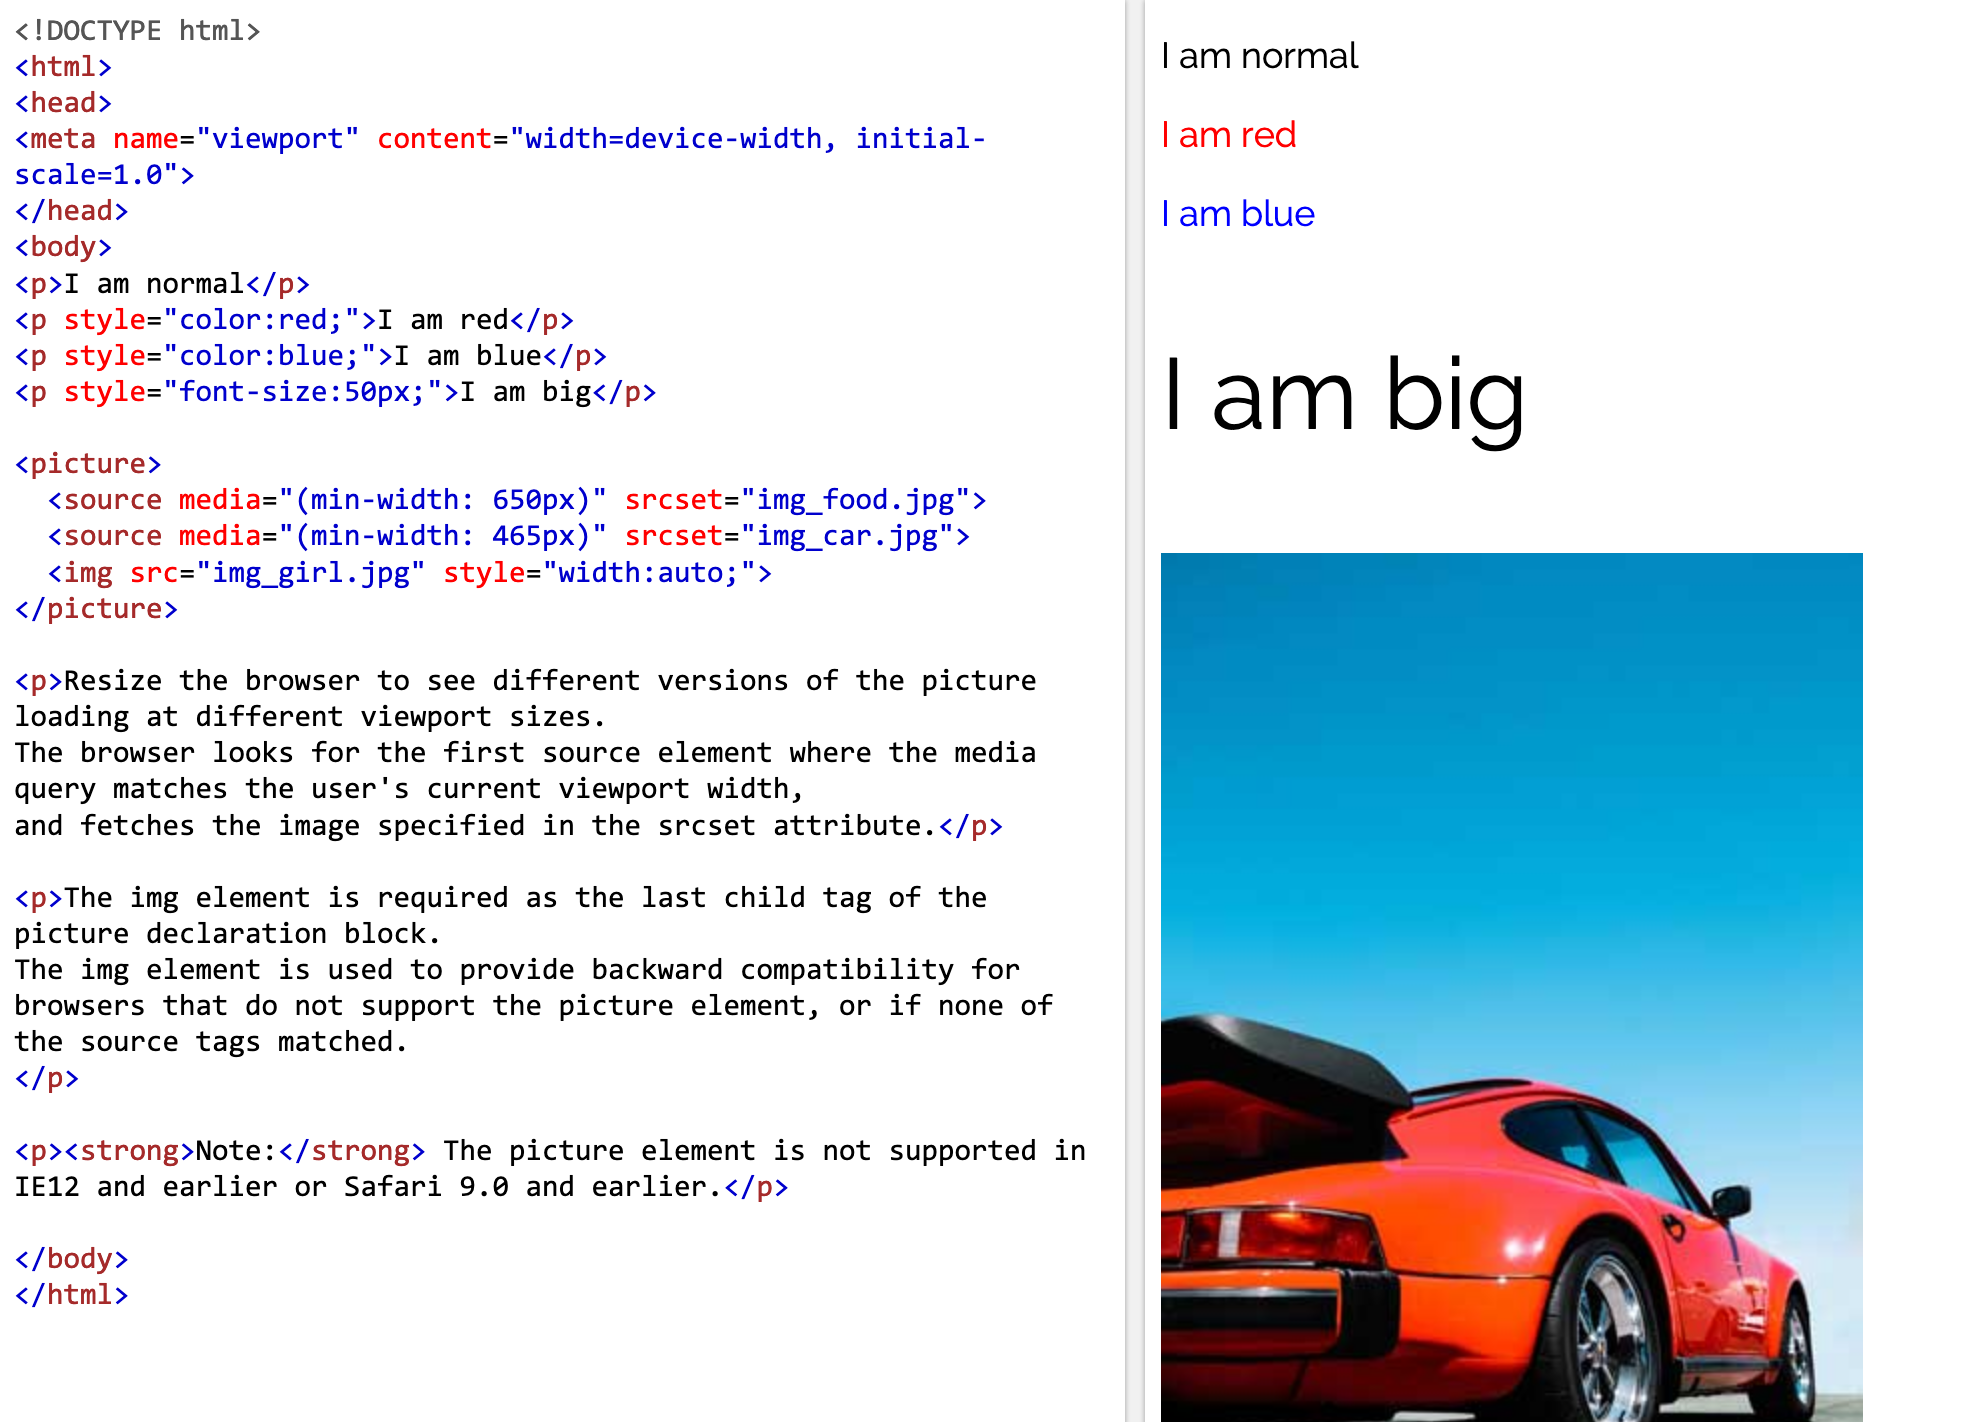 <!DOCTYPE html>
<html>
<head>
<meta name="viewport" content="width=device-width, initial-
scale=1.0">
</head>
<body>
<p>I am normal</p>
<p style="color:red;">I am red</p>
<p style="color:blue;">I am blue</p>
<p style="font-size:50px;">I am big</p>
<picture>
  <source media="(min-width: 650px)" srcset="img_food.jpg">
  <source media="(min-width: 465px)" srcset="img_car.jpg">
  <img src="img_girl.jpg" style="width:auto;">
</picture>
<p>Resize the browser to see different versions of the picture
loading at different viewport sizes.
The browser looks for the first source element where the media
query matches the user's current viewport width,
and fetches the image specified in the srcset attribute.</p>
<p>The img element is required as the last child tag of the
picture declaration block.
The img element is used to provide backward compatibility for
browsers that do not support the picture element, or if none of
the source tags matched.
</p>
<p><strong>Note:</strong> The picture element is not supported in
IE12 and earlier or Safari 9.0 and earlier.</p>
</body>
</html>
I am normal
I am red
I am blue
I am big